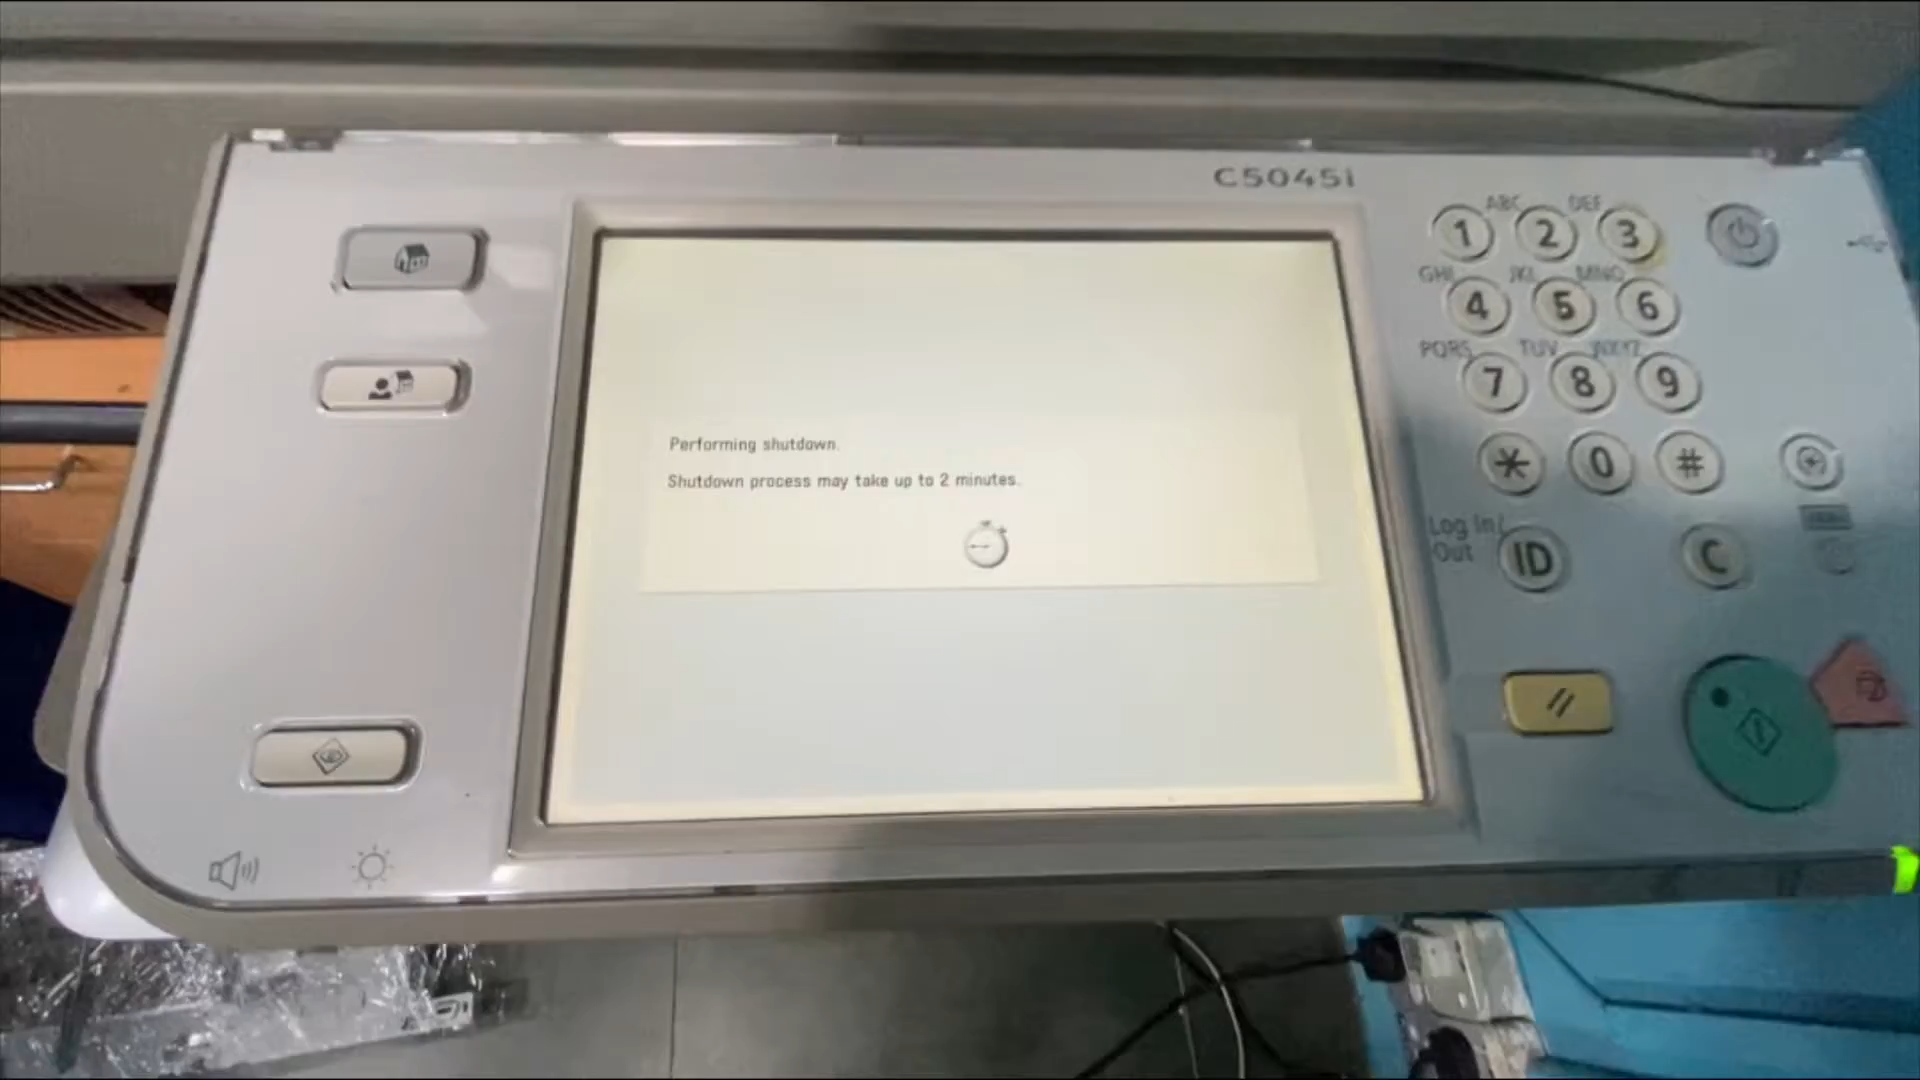 C5045i
ABC DEF
1 2 3
GHI JKL MNO
4 5 6
PQRS TUV WXYZ
7 8 9
Performing shutdown.
* 0 #
Shutdown process may take up to 2 minutes.
Log In/
Out
ID C